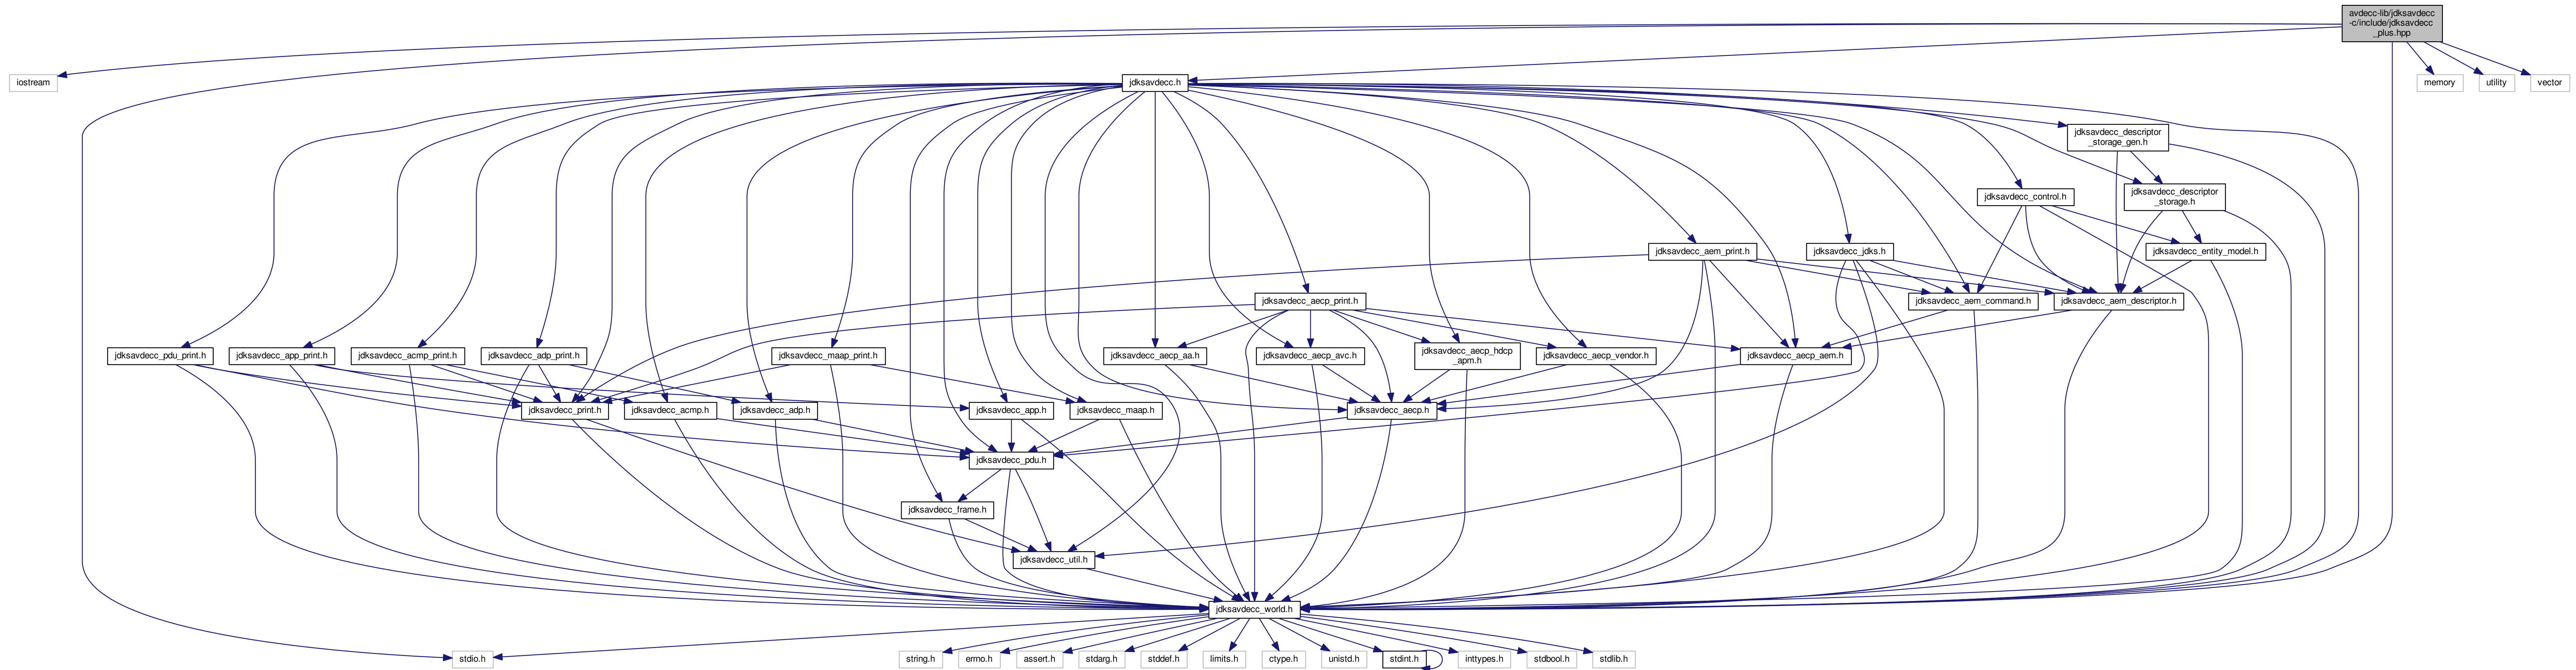 avdecc-lib/jdksavdecc
-c/include/jdksavdecc
_plus.hpp
iostream
jdksavdecc.h
memory
utility
vector
jdksavdecc_descriptor
_storage_gen.h
jdksavdecc_control.h
jdksavdecc_descriptor
_storage.h
jdksavdecc_aem_print.h
jdksavdecc_jdks.h
jdksavdecc_entity_model.h
jdksavdecc_aecp_print.h
jdksavdecc_aem_command.h
jdksavdecc_aem_descriptor.h
jdksavdecc_pdu_print.h
jdksavdecc_app_print.h
jdksavdecc_acmp_print.h
jdksavdecc_adp_print.h
jdksavdecc_maap_print.h
jdksavdecc_aecp_aa.h
jdksavdecc_aecp_avc.h
jdksavdecc_aecp_hdcp
_apm.h
jdksavdecc_aecp_vendor.h
jdksavdecc_aecp_aem.h
jdksavdecc_print.h
jdksavdecc_acmp.h
jdksavdecc_adp.h
jdksavdecc_app.h
jdksavdecc_maap.h
jdksavdecc_aecp.h
jdksavdecc_pdu.h
jdksavdecc_frame.h
jdksavdecc_util.h
jdksavdecc_world.h
stdio.h
string.h
errno.h
assert.h
stdarg.h
stddef.h
limits.h
ctype.h
unistd.h
stdint.h
inttypes.h
stdbool.h
stdlib.h